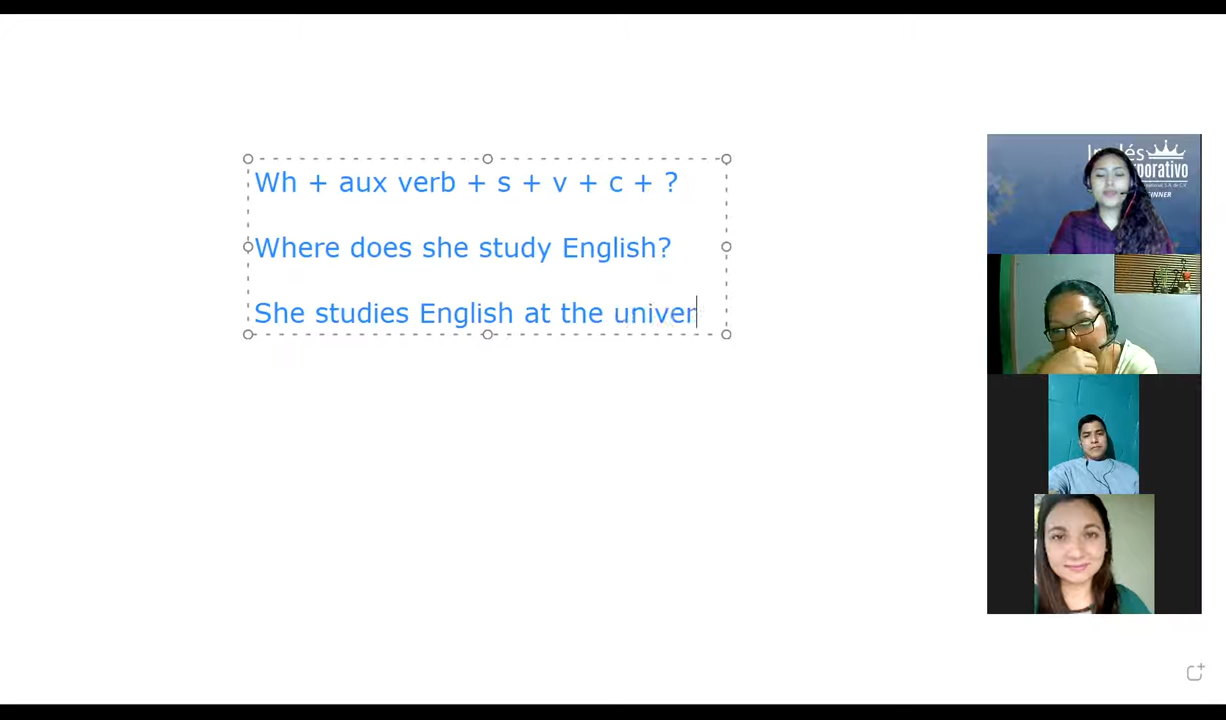 Wh + aux verb + s + v + c + ?
Where does she study English?
She studies English at the univer